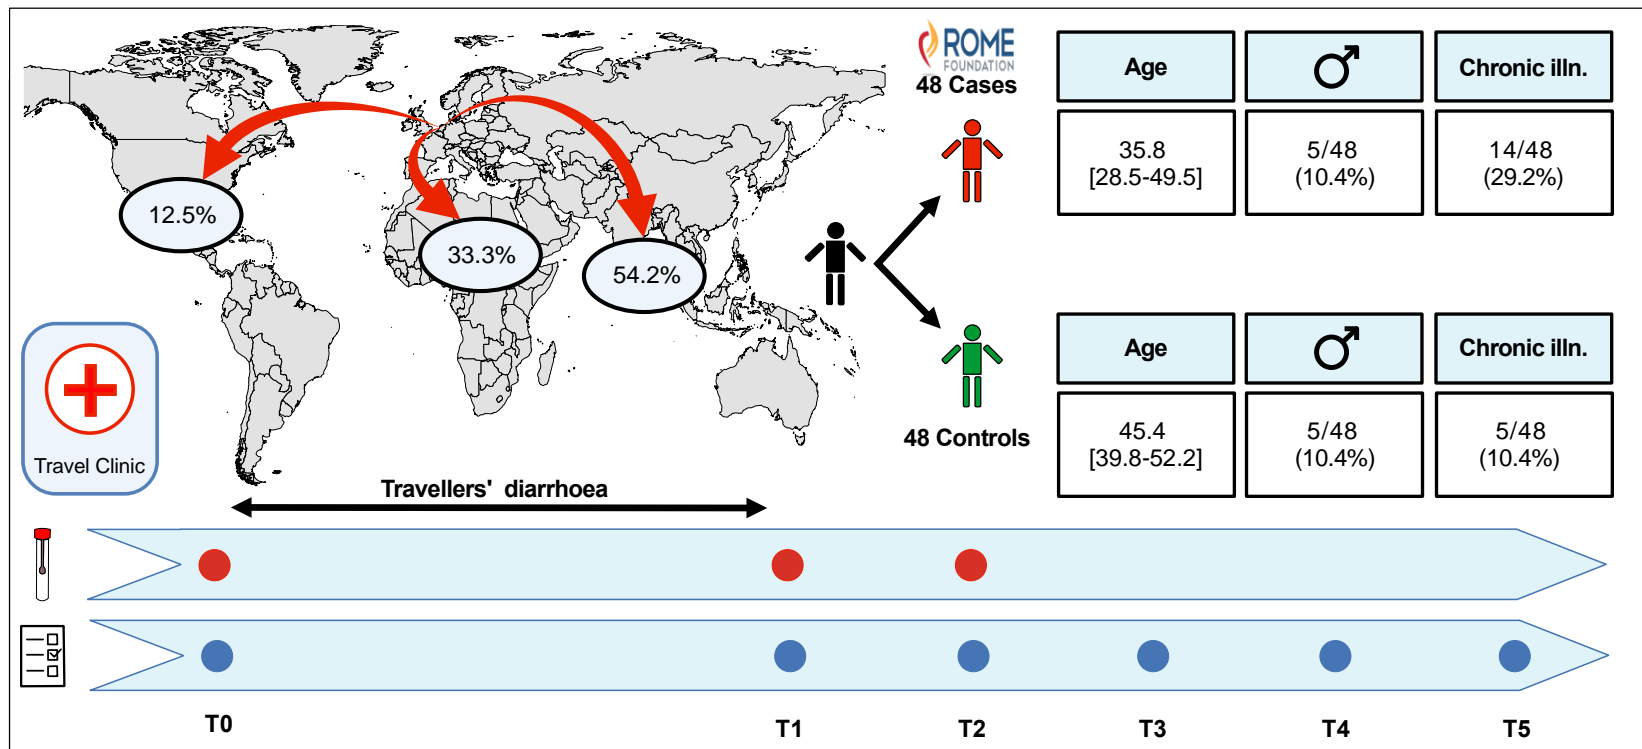 ROME
FOUNDATION
48 Cases
Age
Chronic illn.
35.8
[28.5-49.5]
5/48
(10.4%)
14/48
(29.2%)
12.5%
33.3%
54.2%
Age
Chronic illn.
45.4
[39.8-52.2]
5/48
(10.4%)
5/48
(10.4%)
48 Controls
Travel Clinic
Travellers' diarrhoea
T0
T1
T2
T3
T4
T5